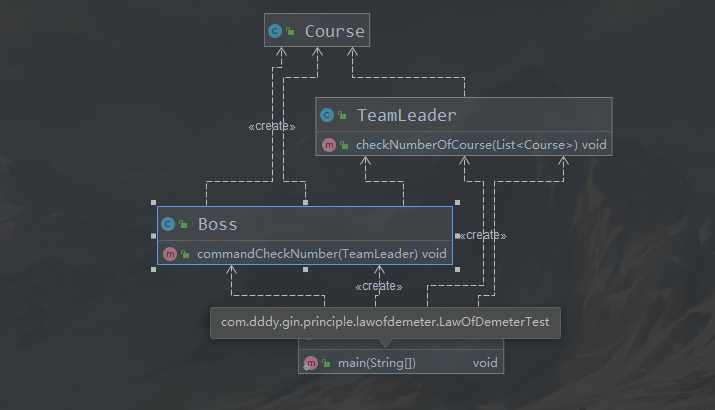 Course
«create»
TeamLeader
checkNumberOfCourse(List<Course>) void
Boss
commandCheckNumber(TeamLeader) void
«create»
«create»
com.dddy.gin.principle.lawofdemeter.LawOfDemeterTest
main(String[]) void